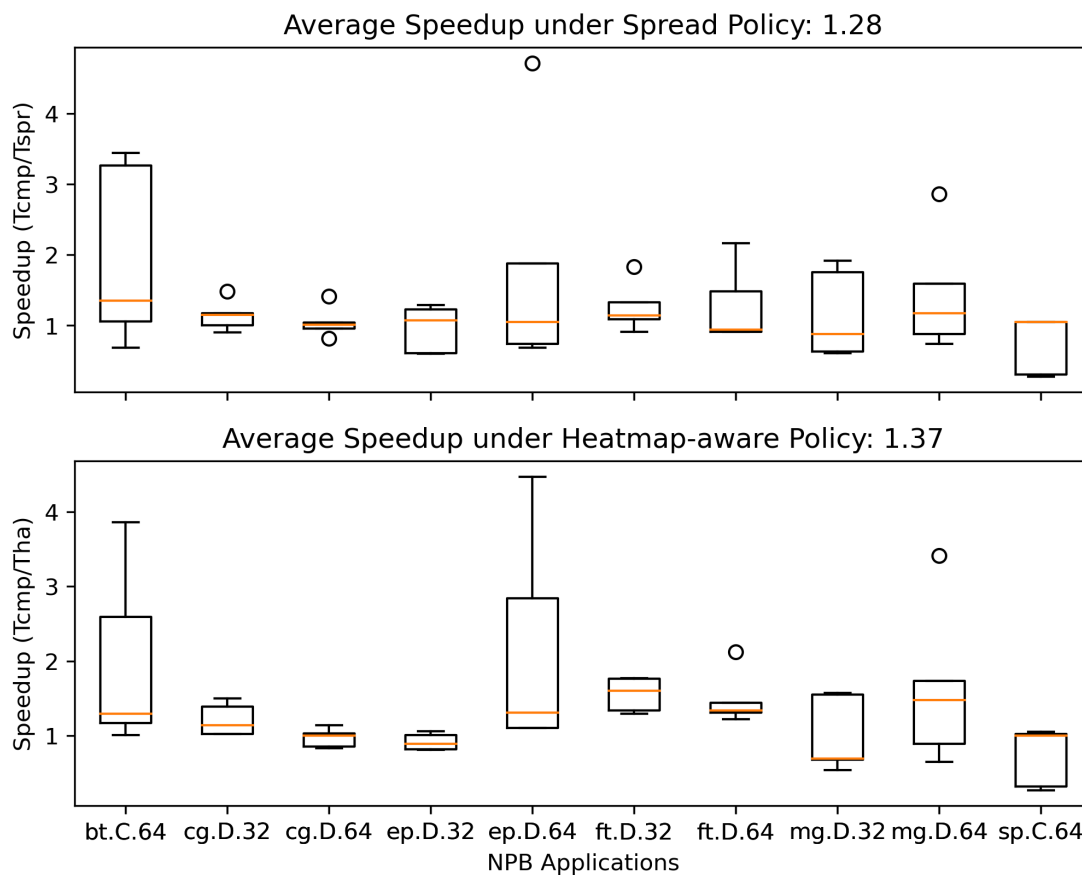 Average Speedup under Spread Policy: 1.28
Speedup (Tcmp/Tspr)
4
3
2
1
Average Speedup under Heatmap-aware Policy: 1.37
Speedup (Tcmp/Tha)
4
3
2
1
bt.C.64 cg.D.32 cg.D.64 ep.D.32 ep.D.64 ft.D.32 ft.D.64 mg.D.32 mg.D.64 sp.C.64
NPB Applications